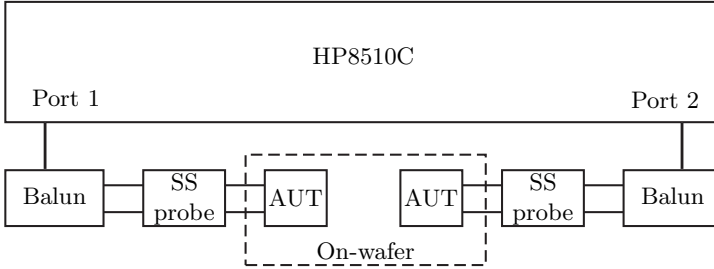 HP8510C
Port 1
Port 2
Balun
SS
probe
AUT
AUT
SS
probe
Balun
On-wafer